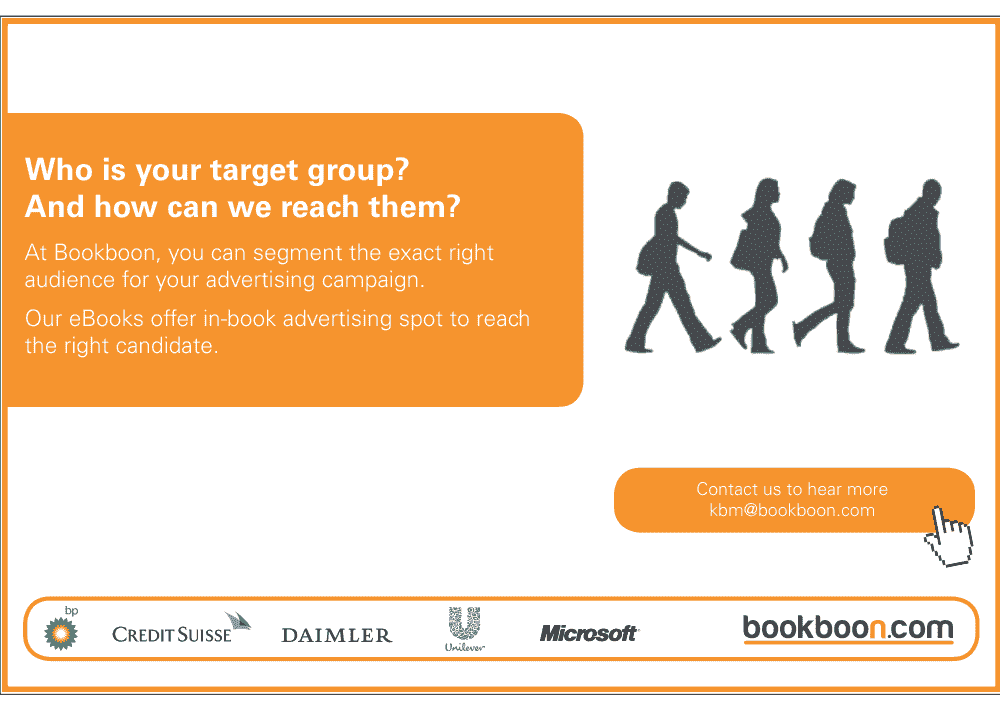 Who is your target group?
And how can we reach them?
At Bookboon, you can segment the exact right
audience for your advertising campaign.
Our eBooks offer in-book advertising spot to reach
the right candidate.
Contact us to hear more
kbm@bookboon.com
bp
CREDIT SUISSE
DAIMLER
Unilever
Microsoft
bookboon.com